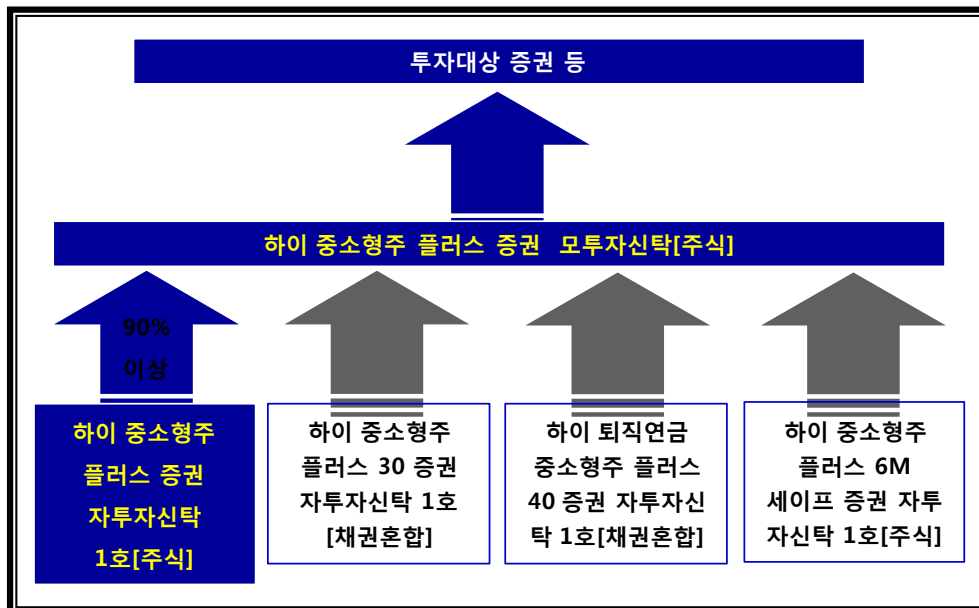 투자대상 증권 등
하이 중소형주 플러스 증권 모투자신탁[주식]
90%
이상
하이 중소형주
플러스 증권
자투자신탁
1호[주식]
하이 중소형주
플러스 30 증권
자투자신탁 1호
[채권혼합]
하이 퇴직연금
중소형주 플러스
40 증권 자투자신
탁 1호[채권혼합]
하이 중소형주
플러스 6M
세이프 증권 자투
자신탁 1호[주식]